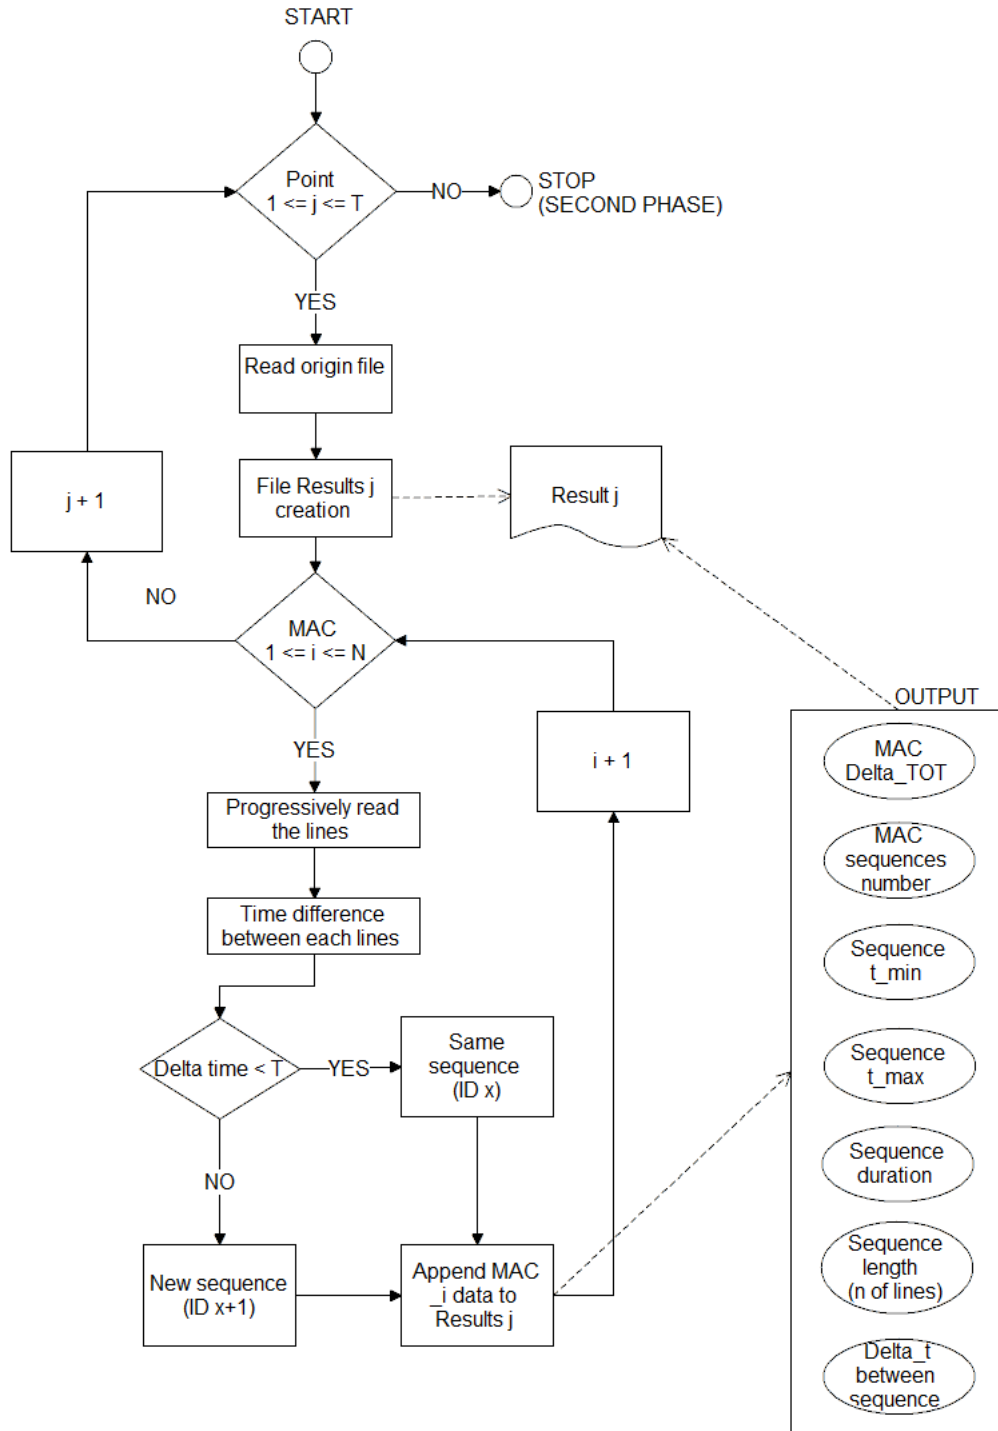 START
Point
1 <= j <= T
NO
STOP
(SECOND PHASE)
YES
Read origin file
j + 1
File Results j
creation
Result j
NO
MAC
1 <= i <= N
OUTPUT
YES
i + 1
MAC
Delta_TOT
Progressively read
the lines
MAC
sequences
number
Time difference
between each lines
Sequence
t_min
Delta time < T
YES
Same
sequence
(ID x)
Sequence
t_max
NO
Sequence
duration
New sequence
(ID x+1)
Append MAC
_i data to
Results j
Sequence
length
(n of lines)
Delta_t
between
sequence